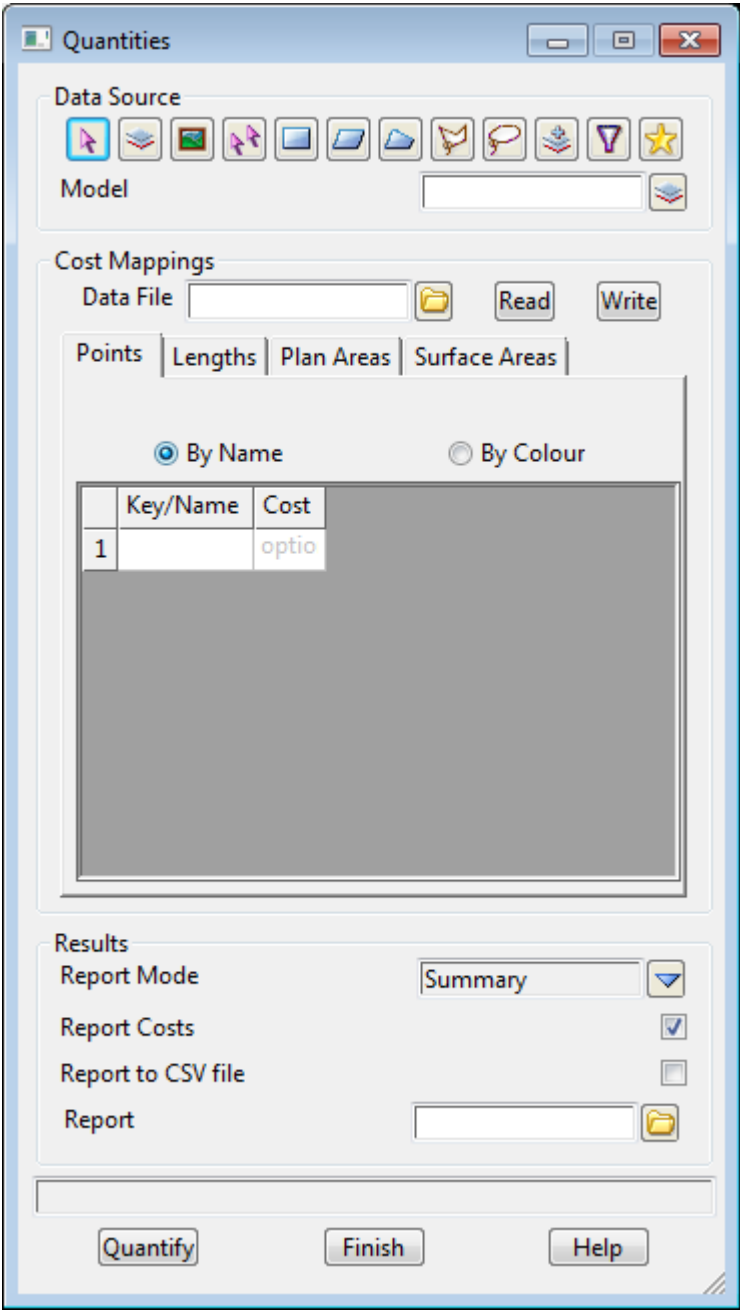 Quantities
Data Source
Model
Cost Mappings
Data File Read Write
Points Lengths Plan Areas Surface Areas
By Name By Colour
Key/Name Cost
1 optio
Results
Report Mode Summary
Report Costs
Report to CSV file
Report
Quantify Finish Help